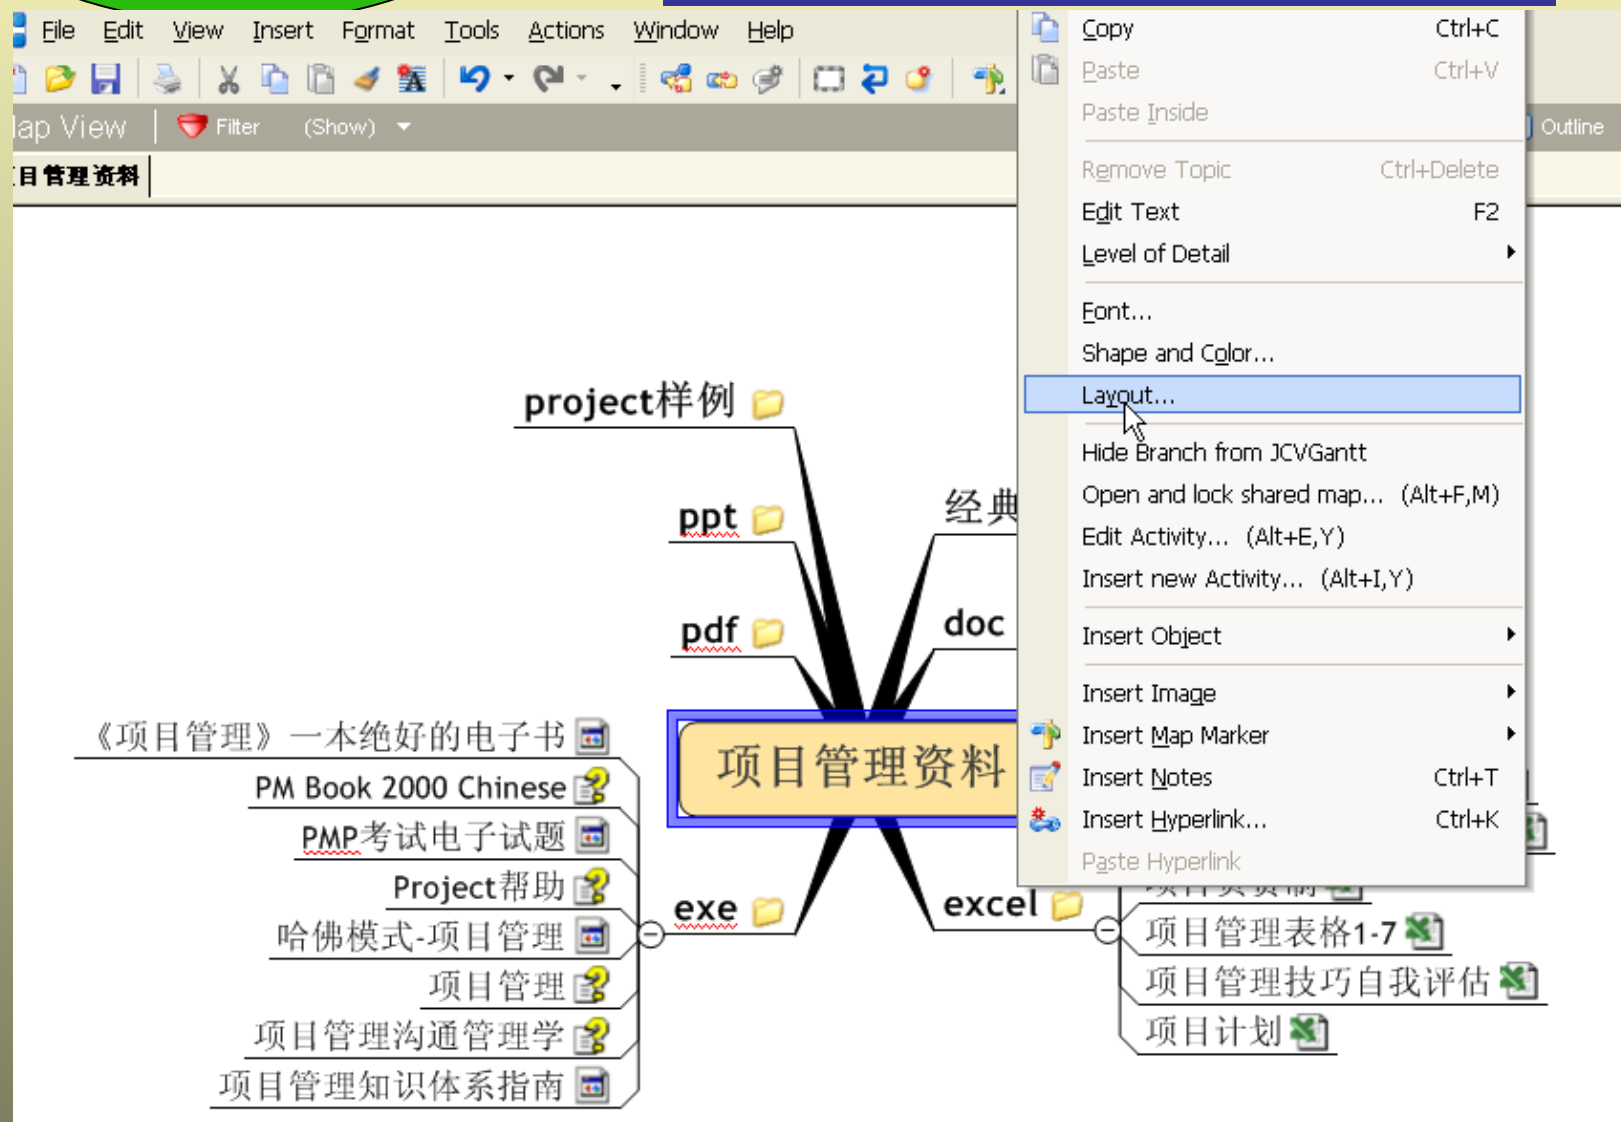 File Edit View Insert Format Tools Actions Window Help
ap View Filter (Show) Outline
目管理资料
Copy Ctrl+C
Paste Ctrl+V
Paste Inside
Remove Topic Ctrl+Delete
Edit Text F2
Level of Detail
Font...
Shape and Color...
Layout...
Hide Branch from JCVGantt
Open and lock shared map... (Alt+F,M)
Edit Activity... (Alt+E,Y)
Insert new Activity... (Alt+I,Y)
Insert Object
Insert Image
Insert Map Marker
Insert Notes Ctrl+T
Insert Hyperlink... Ctrl+K
Paste Hyperlink
project样例
ppt
pdf
经典
doc
项目管理资料
《项目管理》一本绝好的电子书
PM Book 2000 Chinese
PMP考试电子试题
Project帮助
哈佛模式-项目管理
项目管理
项目管理沟通管理学
项目管理知识体系指南
exe
excel
项目管理表格1-7
项目管理技巧自我评估
项目计划